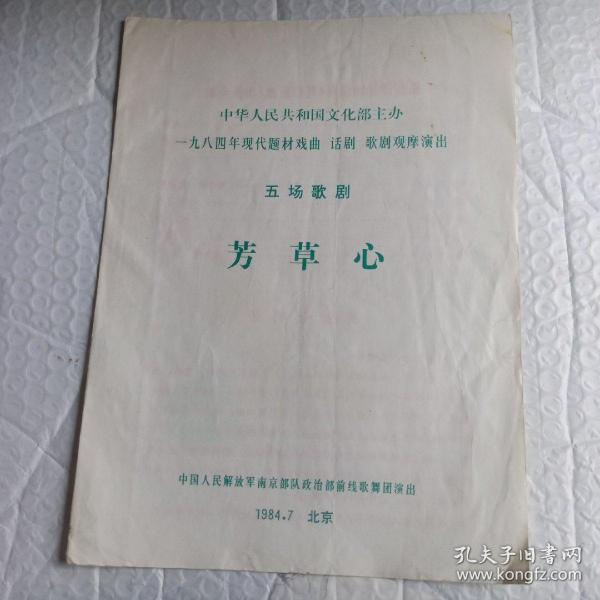 中华人民共和国文化部主办
一九八四年现代题材戏曲 话剧 歌剧观摩演出
五场歌剧
芳草心
中国人民解放军南京部队政治部前线歌舞团演出
1984.7 北京
孔夫子旧书网
www.kongfz.com